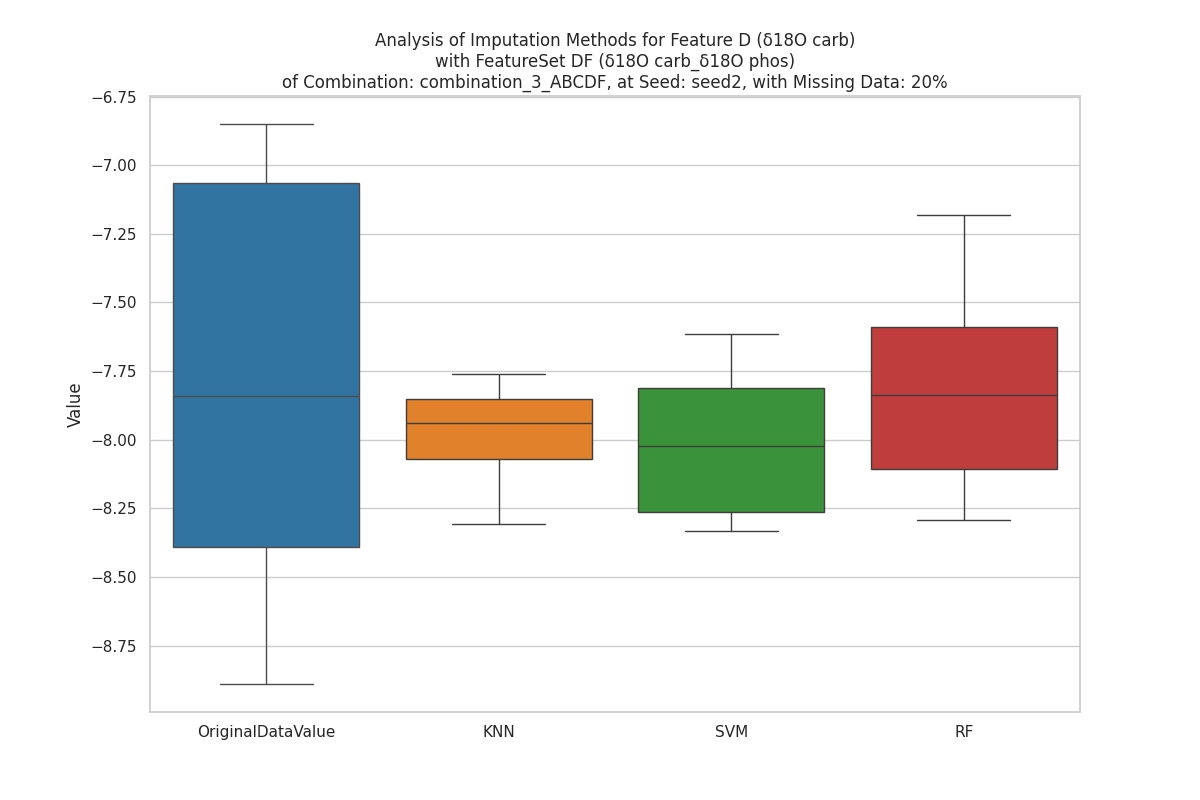 Analysis of Imputation Methods for Feature D (δ18O carb)
with FeatureSet DF (δ18O carb_δ18O phos)
of Combination: combination_3_ABCDF, at Seed: seed2, with Missing Data: 20%
−6.75
−7.00
−7.25
−7.50
−7.75
−8.00
−8.25
−8.50
−8.75
Value
OriginalDataValue
KNN
SVM
RF